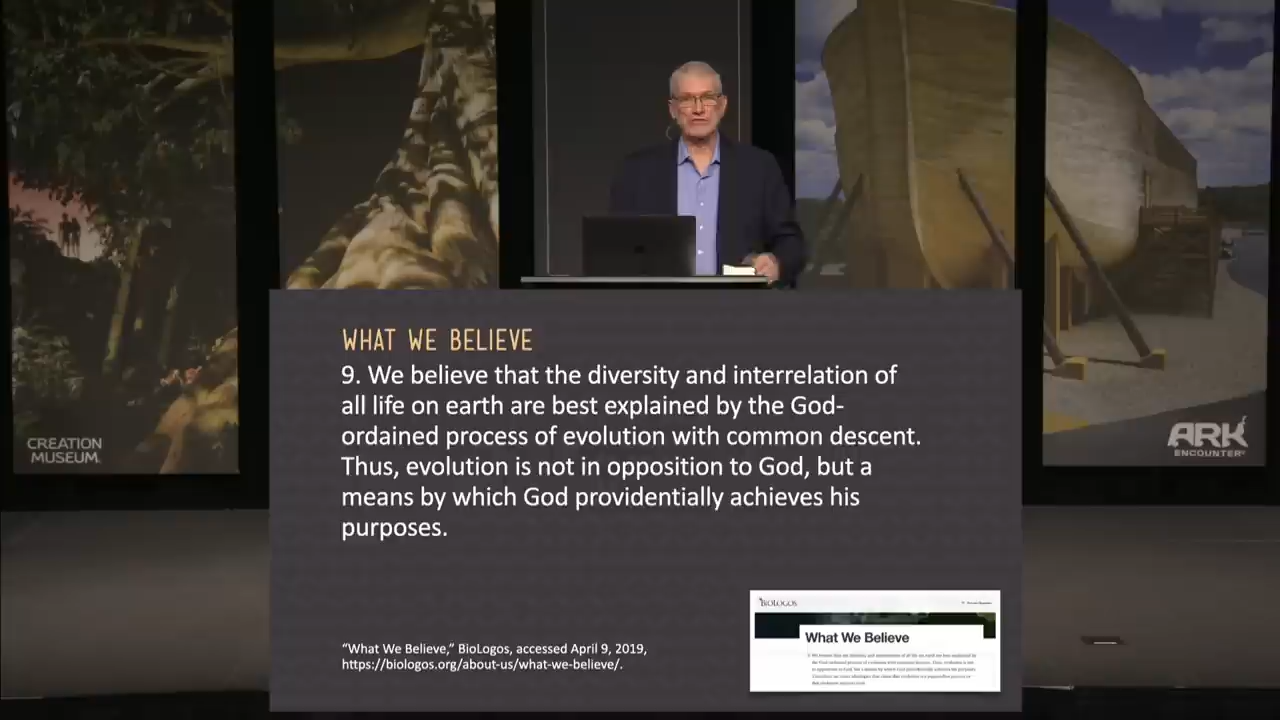 WHAT WE BELIEVE
9. We believe that the diversity and interrelation of
all life on earth are best explained by the God-
ordained process of evolution with common descent.
Thus, evolution is not in opposition to God, but a
means by which God providentially achieves his
purposes.
CREATION
MUSEUM
ARK
ENCOUNTER
BIOLOGOS
What We Believe
“What We Believe,” BioLogos, accessed April 9, 2019,
https://biologos.org/about-us/what-we-believe/.